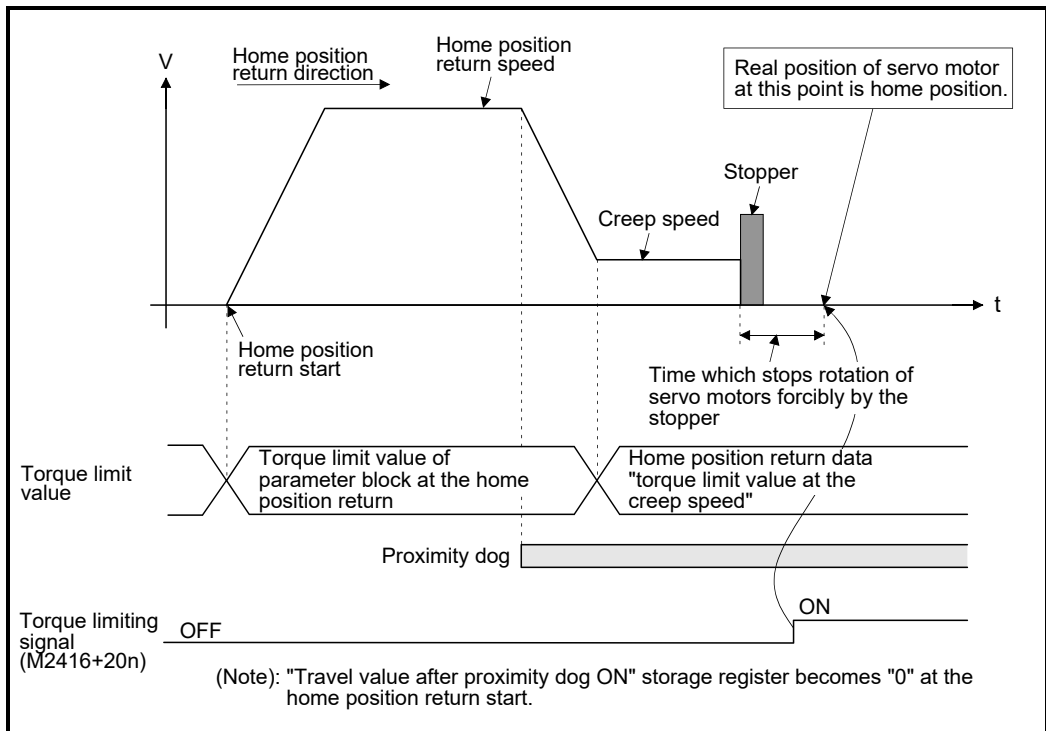 V
Home position
return direction
Home position
return speed
Real position of servo motor
at this point is home position.
Stopper
Creep speed
t
Home position
return start
Time which stops rotation of
servo motors forcibly by the
stopper
Torque limit
value
Torque limit value of
parameter block at the home
position return
Home position return data
"torque limit value at the
creep speed"
Proximity dog
Torque limiting
signal
(M2416+20n)
OFF
ON
(Note): "Travel value after proximity dog ON" storage register becomes "0" at the
home position return start.